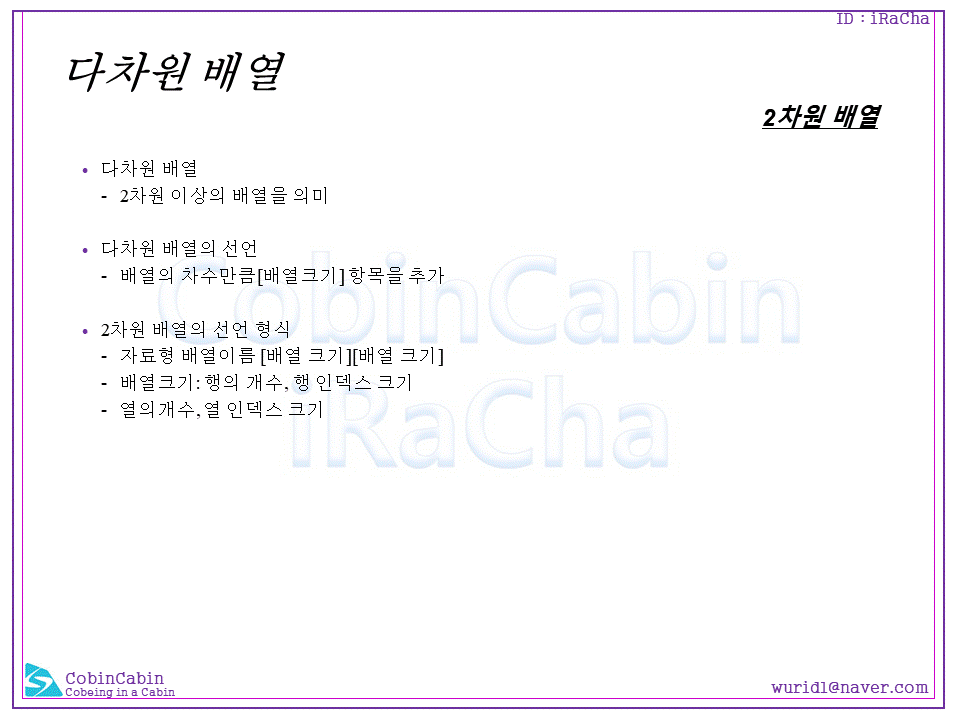 ID : iRaCha
다차원 배열
2차원 배열
• 다차원 배열
- 2차원 이상의 배열을 의미
• 다차원 배열의 선언
- 배열의 차수만큼[배열크기] 항목을 추가
• 2차원 배열의 선언 형식
- 자료형 배열이름 [배열 크기][배열 크기]
- 배열크기: 행의 개수, 행 인덱스 크기
- 열의개수, 열 인덱스 크기
CobinCabin
iRaCha
CobinCabin
Cobeing in a Cabin
wurid1@naver.com